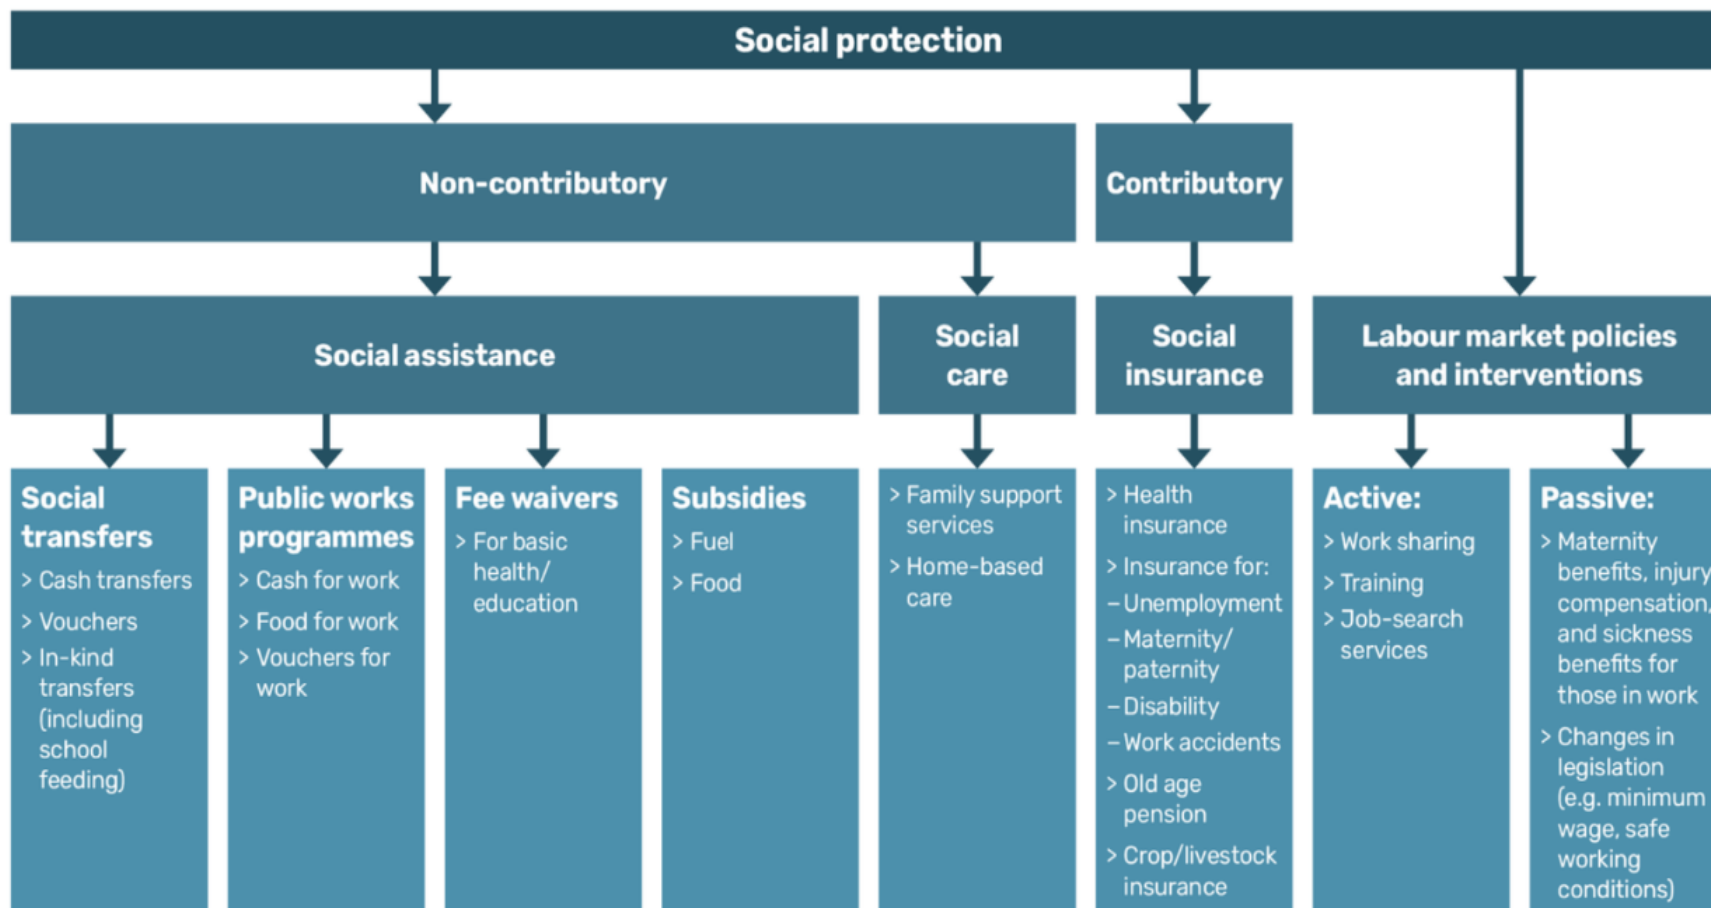 Social protection
Non-contributory
Contributory
Social assistance
Social
care
Social
insurance
Labour market policies
and interventions
Social
transfers
> Cash transfers
> Vouchers
> In-kind
transfers
(including
school
feeding)
Public works
programmes
> Cash for work
> Food for work
> Vouchers for
work
Fee waivers
> For basic
health/
education
Subsidies
> Fuel
> Food
> Family support
services
> Home-based
care
> Health
insurance
> Insurance for:
– Unemployment
– Maternity/
paternity
– Disability
– Work accidents
> Old age
pension
> Crop/livestock
insurance
Active:
> Work sharing
> Training
> Job-search
services
Passive:
> Maternity
benefits, injury
compensation,
and sickness
benefits for
those in work
> Changes in
legislation
(e.g. minimum
wage, safe
working
conditions)